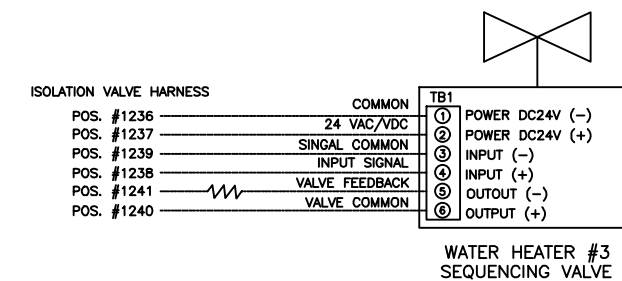 ISOLATION VALVE HARNESS
TB1
POS. #1236 COMMON 1 POWER DC24V (-)
POS. #1237 24 VAC/VDC 2 POWER DC24V (+)
POS. #1239 SINGAL COMMON 3 INPUT (-)
POS. #1238 INPUT SIGNAL 4 INPUT (+)
POS. #1241 VALVE FEEDBACK 5 OUTOUT (-)
POS. #1240 VALVE COMMON 6 OUTPUT (+)
WATER HEATER #3
SEQUENCING VALVE